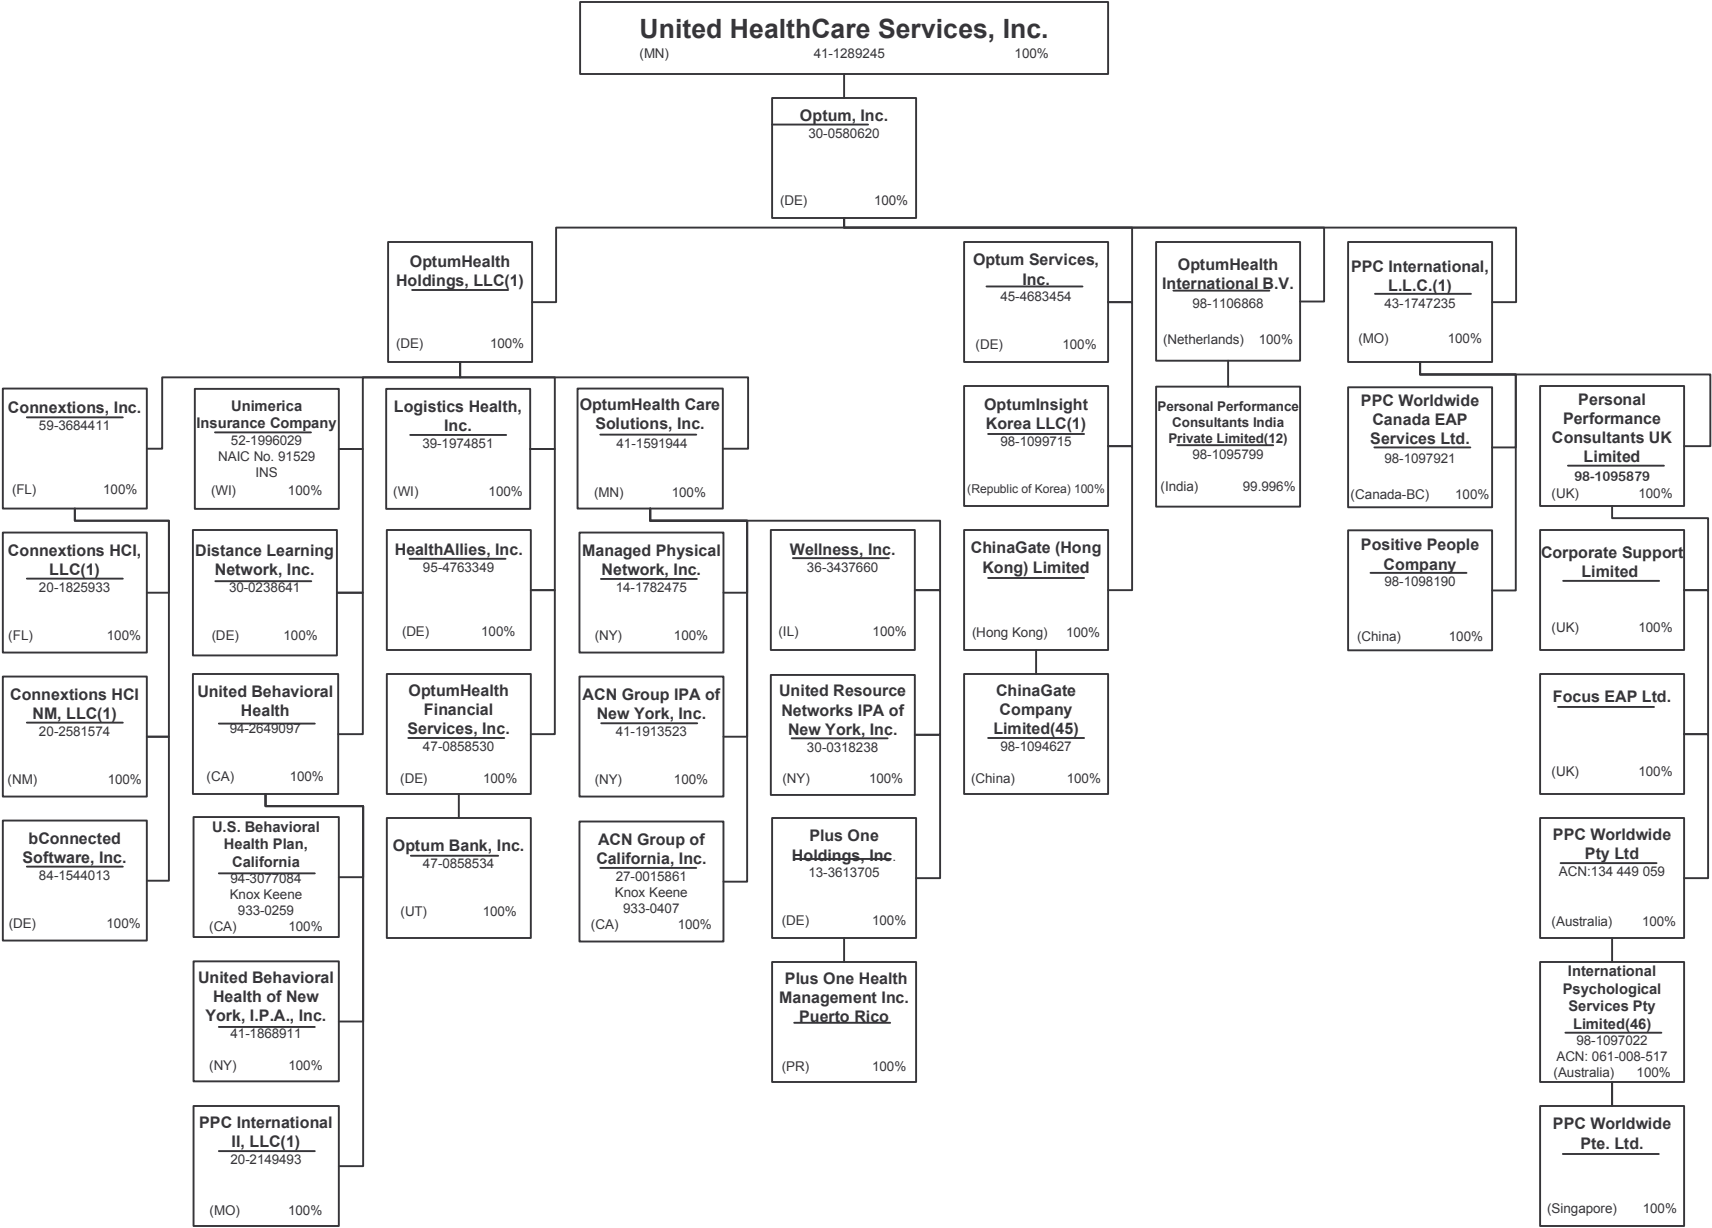 United HealthCare Services, Inc.
(MN) 41-1289245 100%
Optum, Inc.
30-0580620
(DE) 100%
OptumHealth
Holdings, LLC(1)
(DE) 100%
Optum Services,
Inc.
45-4683454
(DE) 100%
OptumHealth
International B.V.
98-1106868
(Netherlands) 100%
PPC International,
L.L.C.(1)
43-1747235
(MO) 100%
Connextions, Inc.
59-3684411
(FL) 100%
Unimerica
Insurance Company
52-1996029
NAIC No. 91529
INS
(WI) 100%
Logistics Health,
Inc.
39-1974851
(WI) 100%
OptumHealth Care
Solutions, Inc.
41-1591944
(MN) 100%
OptumInsight
Korea LLC(1)
98-1099715
(Republic of Korea) 100%
Personal Performance
Consultants India
Private Limited(12)
98-1095799
(India) 99.996%
PPC Worldwide
Canada EAP
Services Ltd.
98-1097921
(Canada-BC) 100%
Personal
Performance
Consultants UK
Limited
98-1095879
(UK) 100%
Connextions HCI,
LLC(1)
20-1825933
(FL) 100%
Distance Learning
Network, Inc.
30-0238641
(DE) 100%
HealthAllies, Inc.
95-4763349
(DE) 100%
Managed Physical
Network, Inc.
14-1782475
(NY) 100%
Wellness, Inc.
36-3437660
(IL) 100%
ChinaGate (Hong
Kong) Limited
(Hong Kong) 100%
Positive People
Company
98-1098190
(China) 100%
Corporate Support
Limited
(UK) 100%
Connextions HCI
NM, LLC(1)
20-2581574
(NM) 100%
United Behavioral
Health
94-2649097
(CA) 100%
OptumHealth
Financial
Services, Inc.
47-0858530
(DE) 100%
ACN Group IPA of
New York, Inc.
41-1913523
(NY) 100%
United Resource
Networks IPA of
New York, Inc.
30-0318238
(NY) 100%
ChinaGate
Company
Limited(45)
98-1094627
(China) 100%
Focus EAP Ltd.
(UK) 100%
bConnected
Software, Inc.
84-1544013
(DE) 100%
U.S. Behavioral
Health Plan,
California
94-3077084
Knox Keene
933-0259
(CA) 100%
Optum Bank, Inc.
47-0858534
(UT) 100%
ACN Group of
California, Inc.
27-0015861
Knox Keene
933-0407
(CA) 100%
Plus One
Holdings, Inc.
13-3613705
(DE) 100%
PPC Worldwide
Pty Ltd
ACN:134 449 059
(Australia) 100%
United Behavioral
Health of New
York, I.P.A., Inc.
41-1868911
(NY) 100%
Plus One Health
Management Inc.
Puerto Rico
(PR) 100%
International
Psychological
Services Pty
Limited(46)
98-1097022
ACN: 061-008-517
(Australia) 100%
PPC International
II, LLC(1)
20-2149493
(MO) 100%
PPC Worldwide
Pte. Ltd.
(Singapore) 100%